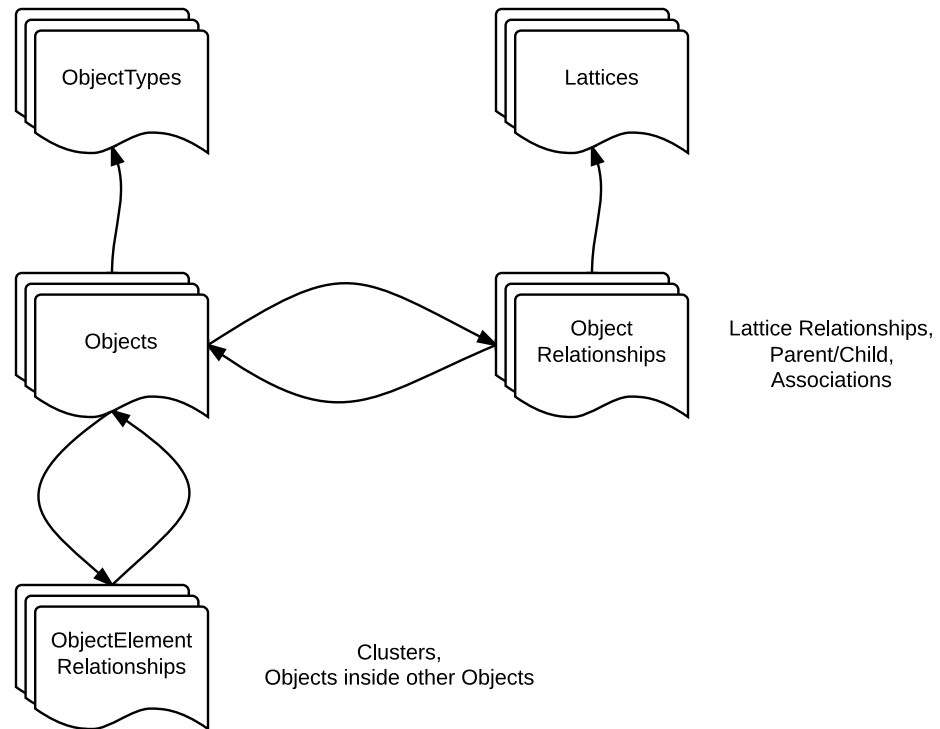 ObjectTypes
Lattices
Objects
Object
Relationships
Lattice Relationships,
Parent/Child,
Associations
ObjectElement
Relationships
Clusters,
Objects inside other Objects